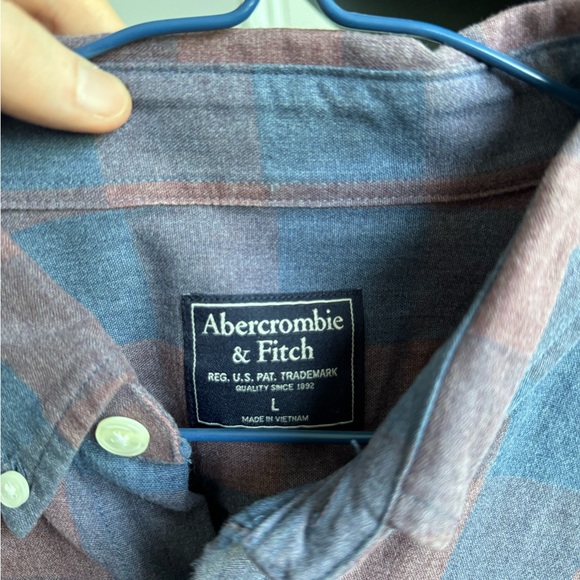 Abercrombie
& Fitch
REG. U.S. PAT. TRADEMARK
QUALITY SINCE 1892
L
MADE IN VIETNAM